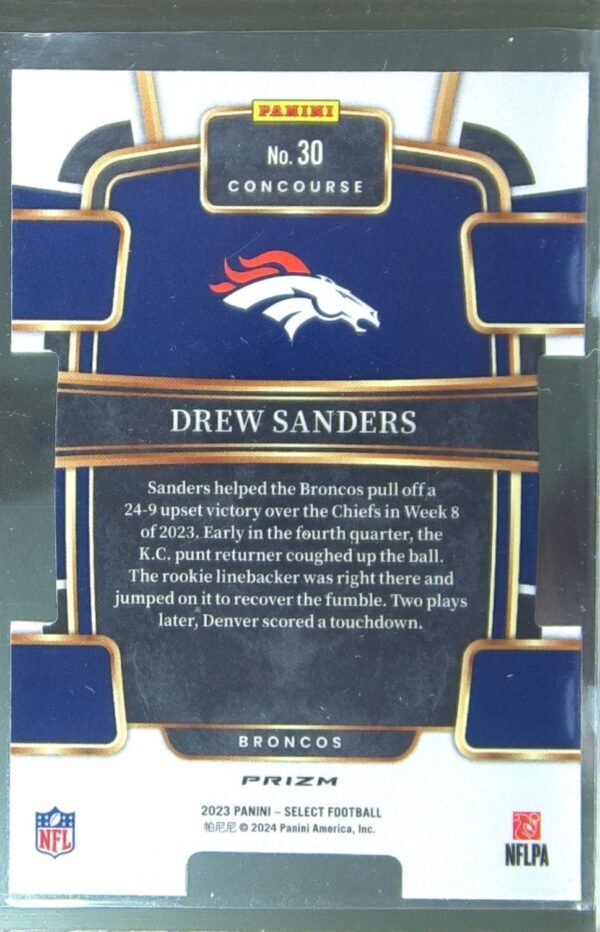 PANINI
No. 30
CONCOURSE
DREW SANDERS
Sanders helped the Broncos pull off a
24-9 upset victory over the Chiefs in Week 8
of 2023. Early in the fourth quarter, the
K.C. punt returner coughed up the ball.
The rookie linebacker was right there and
jumped on it to recover the fumble. Two plays
later, Denver scored a touchdown.
BRONCOS
PRIZM
2023 PANINI – SELECT FOOTBALL
帕尼尼 © 2024 Panini America, Inc.
NFL
NFLPA